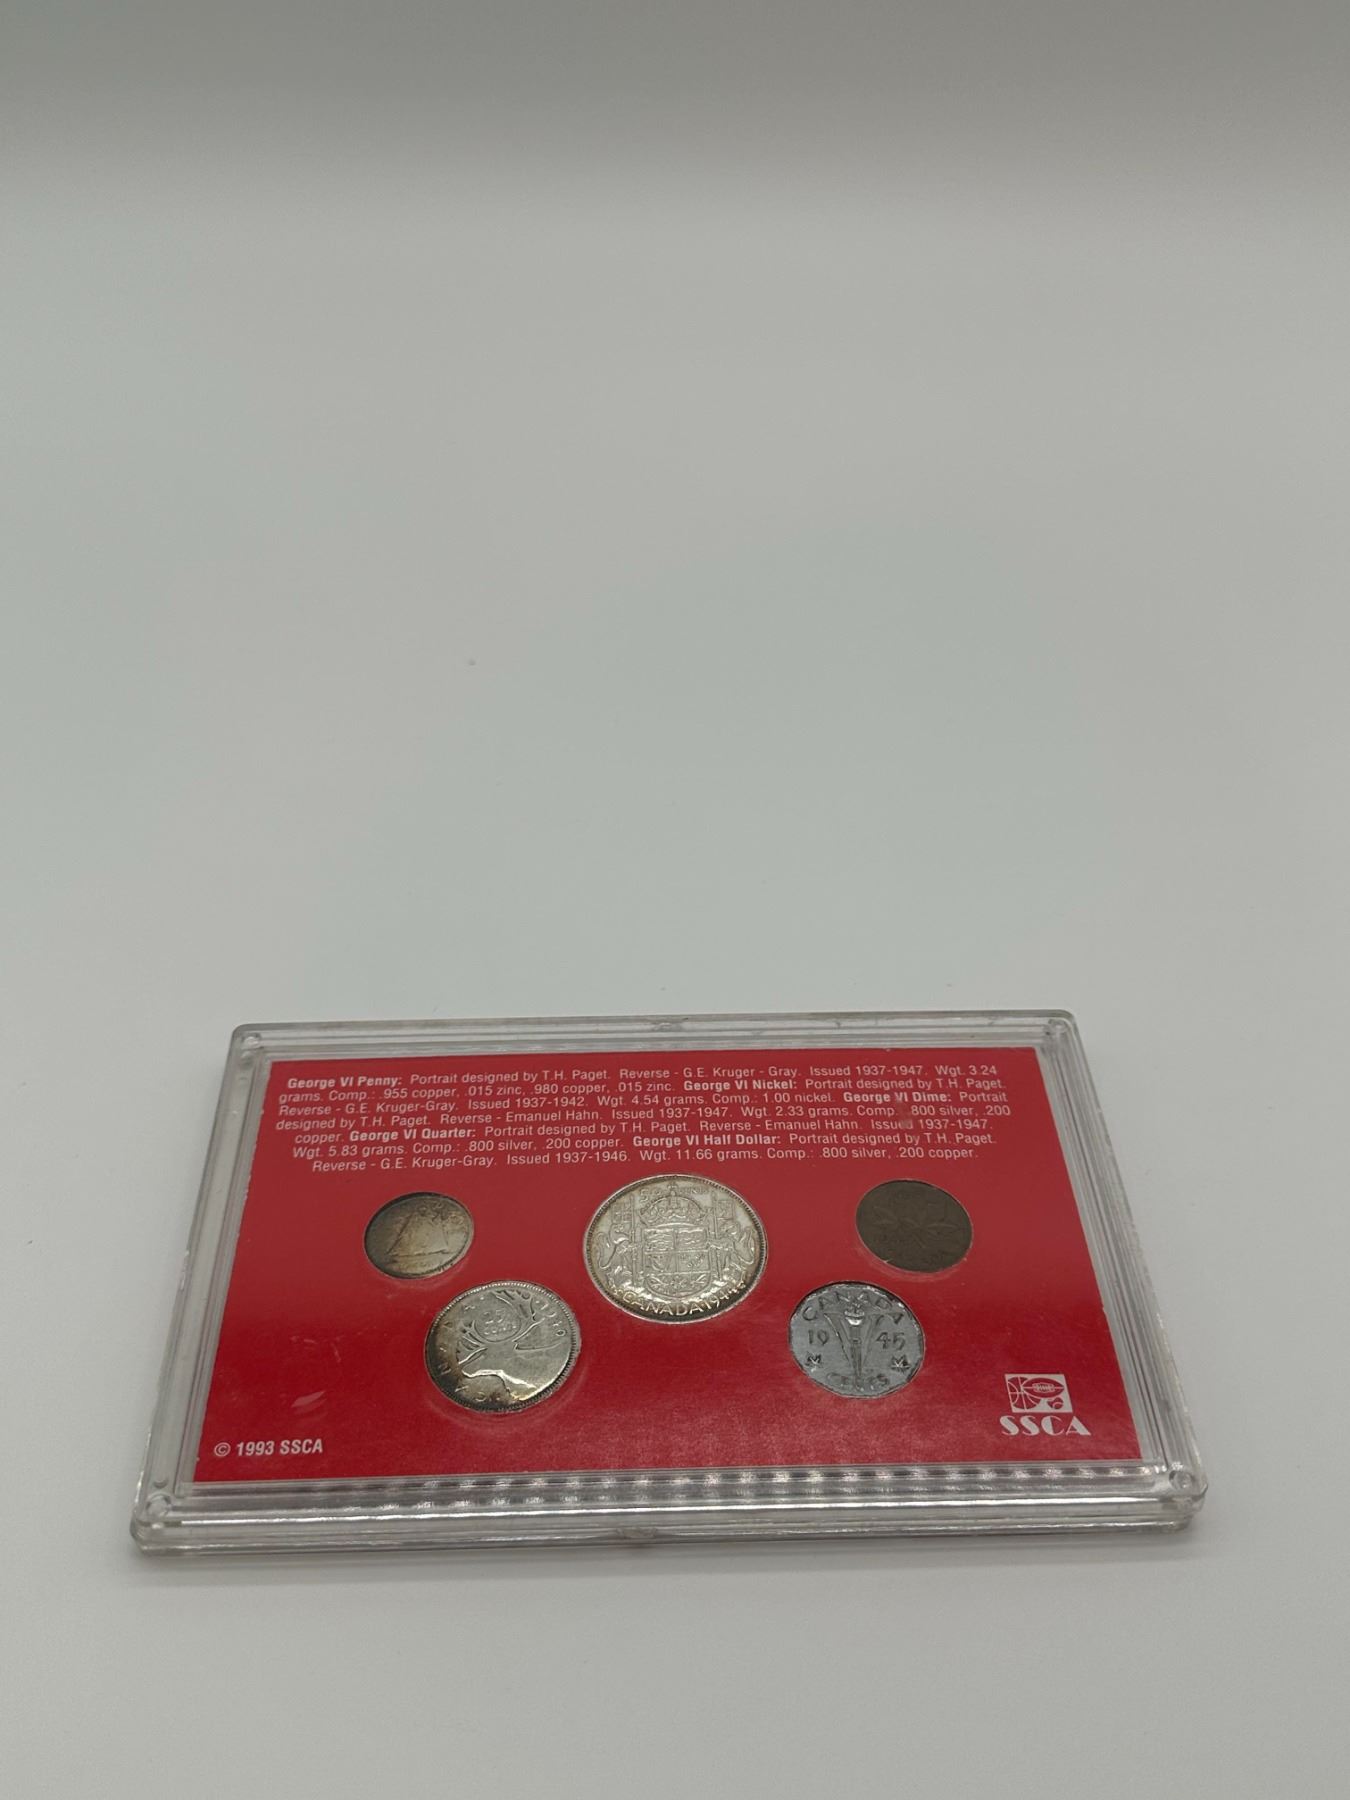 George VI Penny: Portrait designed by T.H. Paget. Reverse - G.E. Kruger - Gray. Issued 1937-1947. Wgt. 3.24
grams. Comp.: .955 copper, .015 zinc, .980 copper, .015 zinc. George VI Nickel: Portrait designed by T.H. Paget.
Reverse - G.E. Kruger-Gray. Issued 1937-1942. Wgt. 4.54 grams. Comp.: 1.00 nickel. George VI Dime: Portrait
designed by T.H. Paget. Reverse - Emanuel Hahn. Issued 1937-1947. Wgt. 2.33 grams. Comp. .800 silver, .200
copper. George VI Quarter: Portrait designed by T.H. Paget. Reverse - Emanuel Hahn. Issued 1937-1947.
Wgt. 5.83 grams. Comp.: .800 silver, .200 copper. George VI Half Dollar: Portrait designed by T.H. Paget.
Reverse - G.E. Kruger-Gray. Issued 1937-1946. Wgt. 11.66 grams. Comp.: .800 silver, .200 copper.
50 CENTS
CANADA 1944
25
CANADA
19 45
CENTS
SSCA
© 1993 SSCA